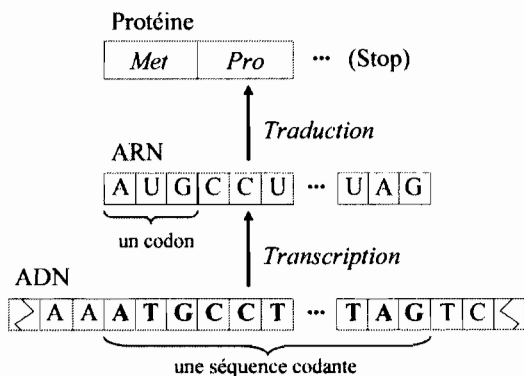 Protéine
Met Pro ... (Stop)
Traduction
ARN
A U G C C U ... U A G
un codon
Transcription
ADN
A A A T G C C T ... T A G T C
une séquence codante